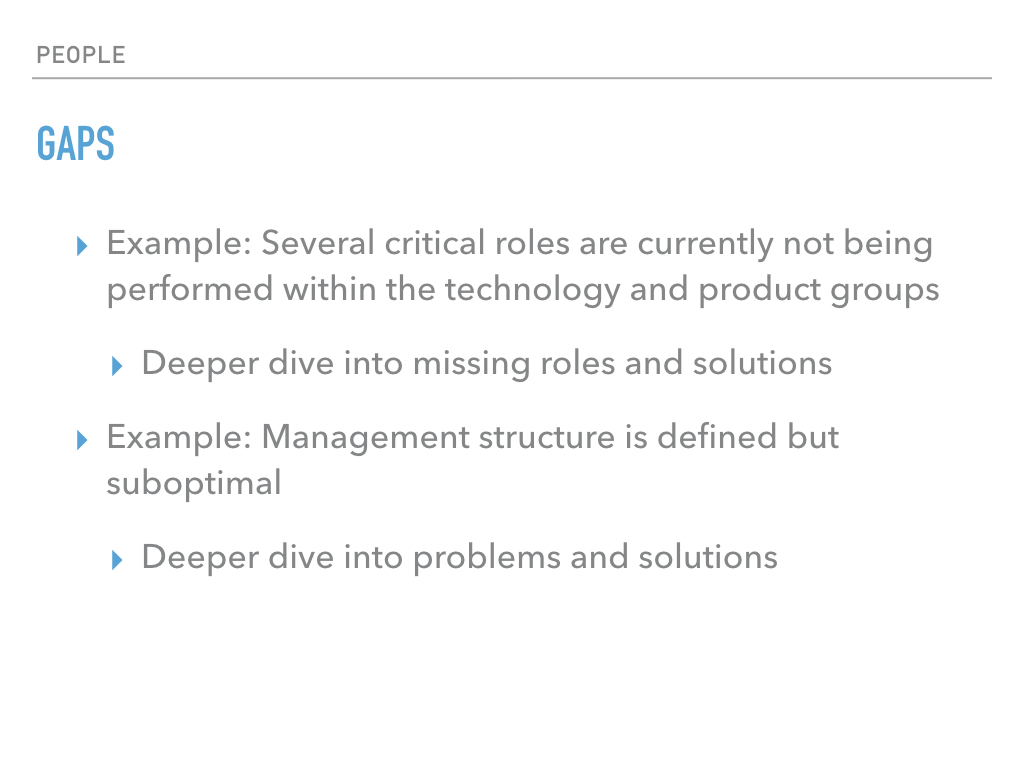 PEOPLE
GAPS
Example: Several critical roles are currently not being
performed within the technology and product groups
Deeper dive into missing roles and solutions
Example: Management structure is defined but
suboptimal
Deeper dive into problems and solutions